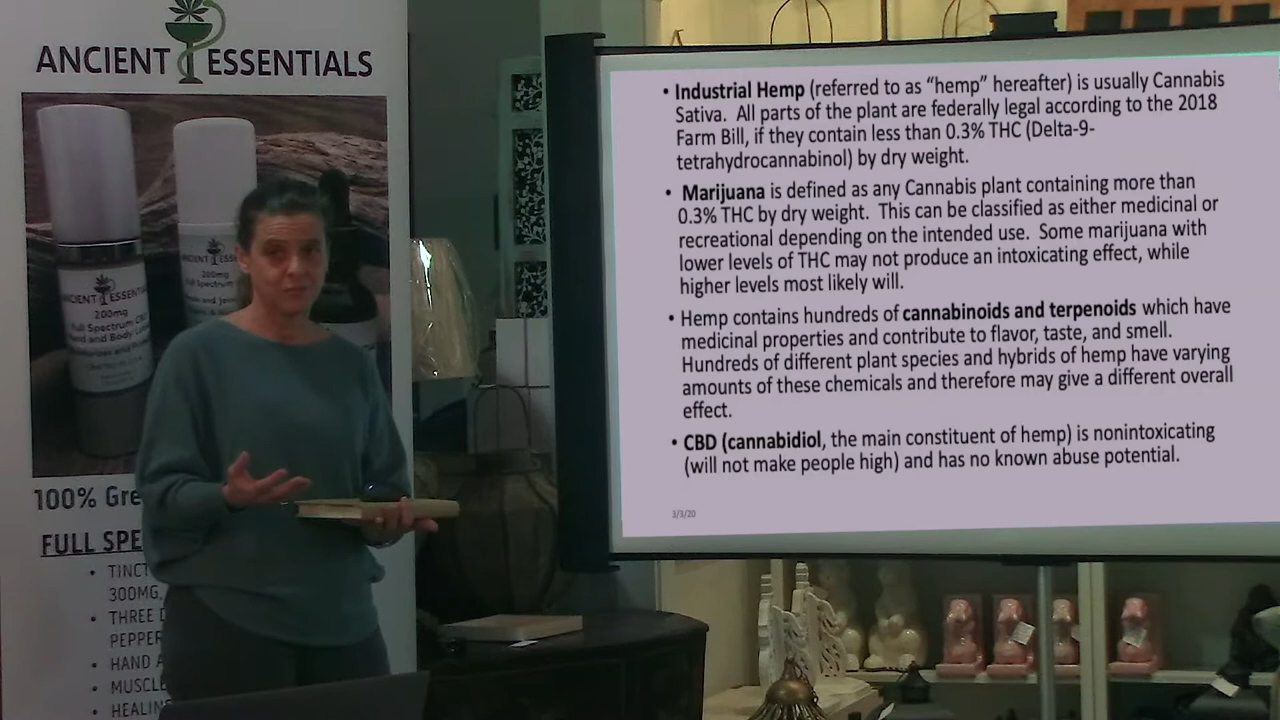 ANCIENT ESSENTIALS
ANCIENT ESSENTIALS
200mg
Full Spectrum CBD
Hand and Body
ANCIENT
200mg
Full Spectrum
100% Gre
FULL SPE
• TINCT
300MG,
• THREE D
PEPPER
• HAND A
• MUSCLE
• HEALIN
• Industrial Hemp (referred to as “hemp” hereafter) is usually Cannabis
Sativa. All parts of the plant are federally legal according to the 2018
Farm Bill, if they contain less than 0.3% THC (Delta-9-
tetrahydrocannabinol) by dry weight.
• Marijuana is defined as any Cannabis plant containing more than
0.3% THC by dry weight. This can be classified as either medicinal or
recreational depending on the intended use. Some marijuana with
lower levels of THC may not produce an intoxicating effect, while
higher levels most likely will.
• Hemp contains hundreds of cannabinoids and terpenoids which have
medicinal properties and contribute to flavor, taste, and smell.
Hundreds of different plant species and hybrids of hemp have varying
amounts of these chemicals and therefore may give a different overall
effect.
• CBD (cannabidiol, the main constituent of hemp) is nonintoxicating
(will not make people high) and has no known abuse potential.
3/3/20